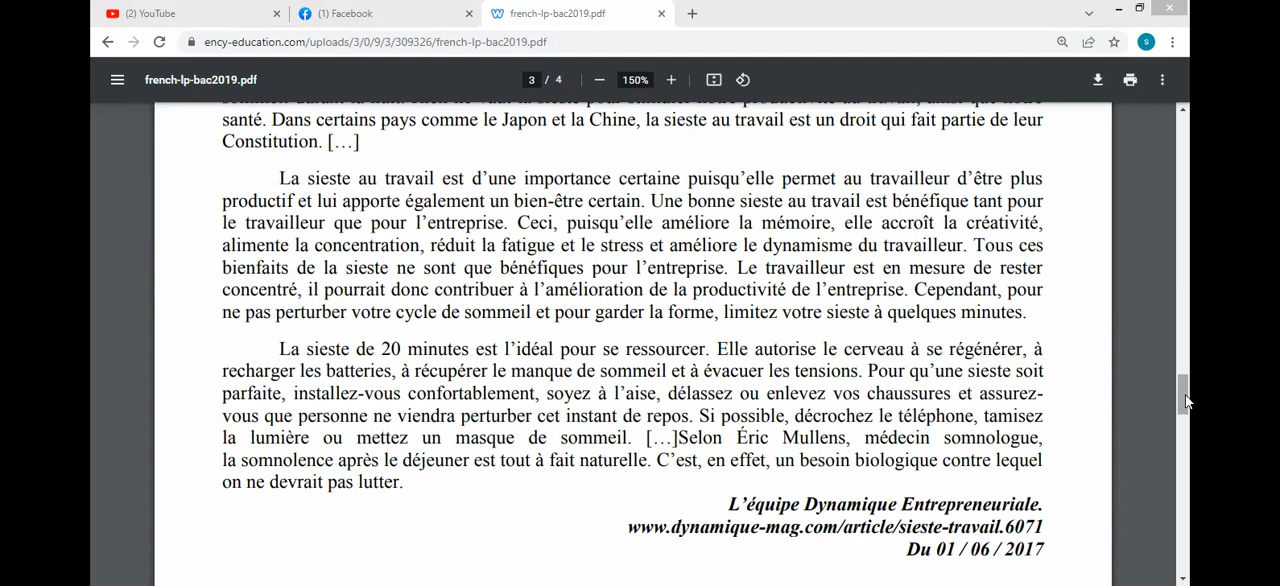 (2) YouTube
(1) Facebook
french-lp-bac2019.pdf
ency-education.com/uploads/3/0/9/3/309326/french-lp-bac2019.pdf
S
french-lp-bac2019.pdf
3 / 4
150%
santé. Dans certains pays comme le Japon et la Chine, la sieste au travail est un droit qui fait partie de leur
Constitution. […]
La sieste au travail est d’une importance certaine puisqu’elle permet au travailleur d’être plus
productif et lui apporte également un bien-être certain. Une bonne sieste au travail est bénéfique tant pour
le travailleur que pour l’entreprise. Ceci, puisqu’elle améliore la mémoire, elle accroît la créativité,
alimente la concentration, réduit la fatigue et le stress et améliore le dynamisme du travailleur. Tous ces
bienfaits de la sieste ne sont que bénéfiques pour l’entreprise. Le travailleur est en mesure de rester
concentré, il pourrait donc contribuer à l’amélioration de la productivité de l’entreprise. Cependant, pour
ne pas perturber votre cycle de sommeil et pour garder la forme, limitez votre sieste à quelques minutes.
La sieste de 20 minutes est l’idéal pour se ressourcer. Elle autorise le cerveau à se régénérer, à
recharger les batteries, à récupérer le manque de sommeil et à évacuer les tensions. Pour qu’une sieste soit
parfaite, installez-vous confortablement, soyez à l’aise, délassez ou enlevez vos chaussures et assurez-
vous que personne ne viendra perturber cet instant de repos. Si possible, décrochez le téléphone, tamisez
la lumière ou mettez un masque de sommeil. […]Selon Éric Mullens, médecin somnologue,
la somnolence après le déjeuner est tout à fait naturelle. C’est, en effet, un besoin biologique contre lequel
on ne devrait pas lutter.
L’équipe Dynamique Entrepreneuriale.
www.dynamique-mag.com/article/sieste-travail.6071
Du 01 / 06 / 2017